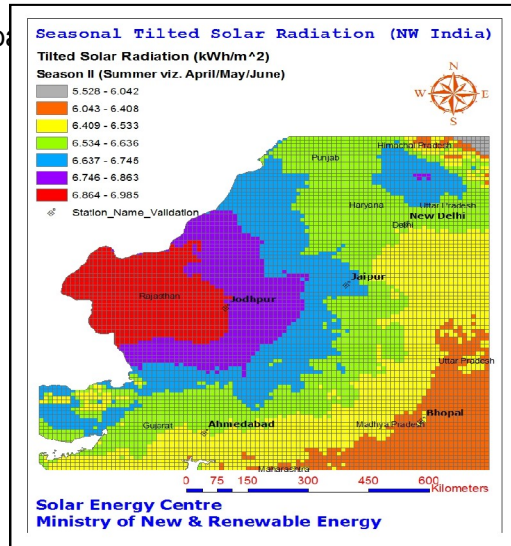 Seasonal Tilted Solar Radiation (NW India)
Tilted Solar Radiation (kWh/m^2)
Season II (Summer viz. April/May/June)
5.528 - 6.042
6.043 - 6.408
6.409 - 6.533
6.534 - 6.636
6.637 - 6.745
6.746 - 6.863
6.864 - 6.985
Station_Name_Validation
N
W E
S
Himachal Pradesh
Punjab
Haryana
Uttar Pradesh
New Delhi
Delhi
Jaipur
Rajasthan
Jodhpur
Uttar Pradesh
Bhopal
Gujarat
Ahmedabad
Madhya Pradesh
Maharashtra
0 75 150 300 450 600
Kilometers
Solar Energy Centre
Ministry of New & Renewable Energy